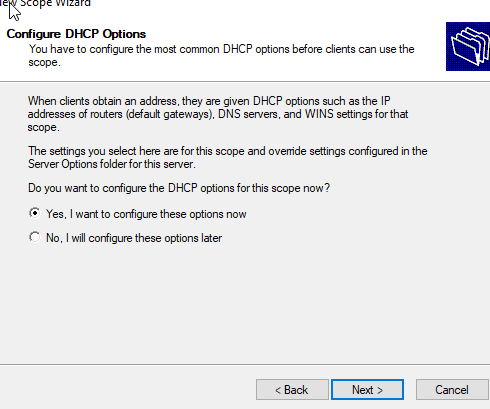 New Scope Wizard
Configure DHCP Options
You have to configure the most common DHCP options before clients can use the
scope.
When clients obtain an address, they are given DHCP options such as the IP
addresses of routers (default gateways), DNS servers, and WINS settings for that
scope.
The settings you select here are for this scope and override settings configured in the
Server Options folder for this server.
Do you want to configure the DHCP options for this scope now?
Yes, I want to configure these options now
No, I will configure these options later
< Back
Next >
Cancel